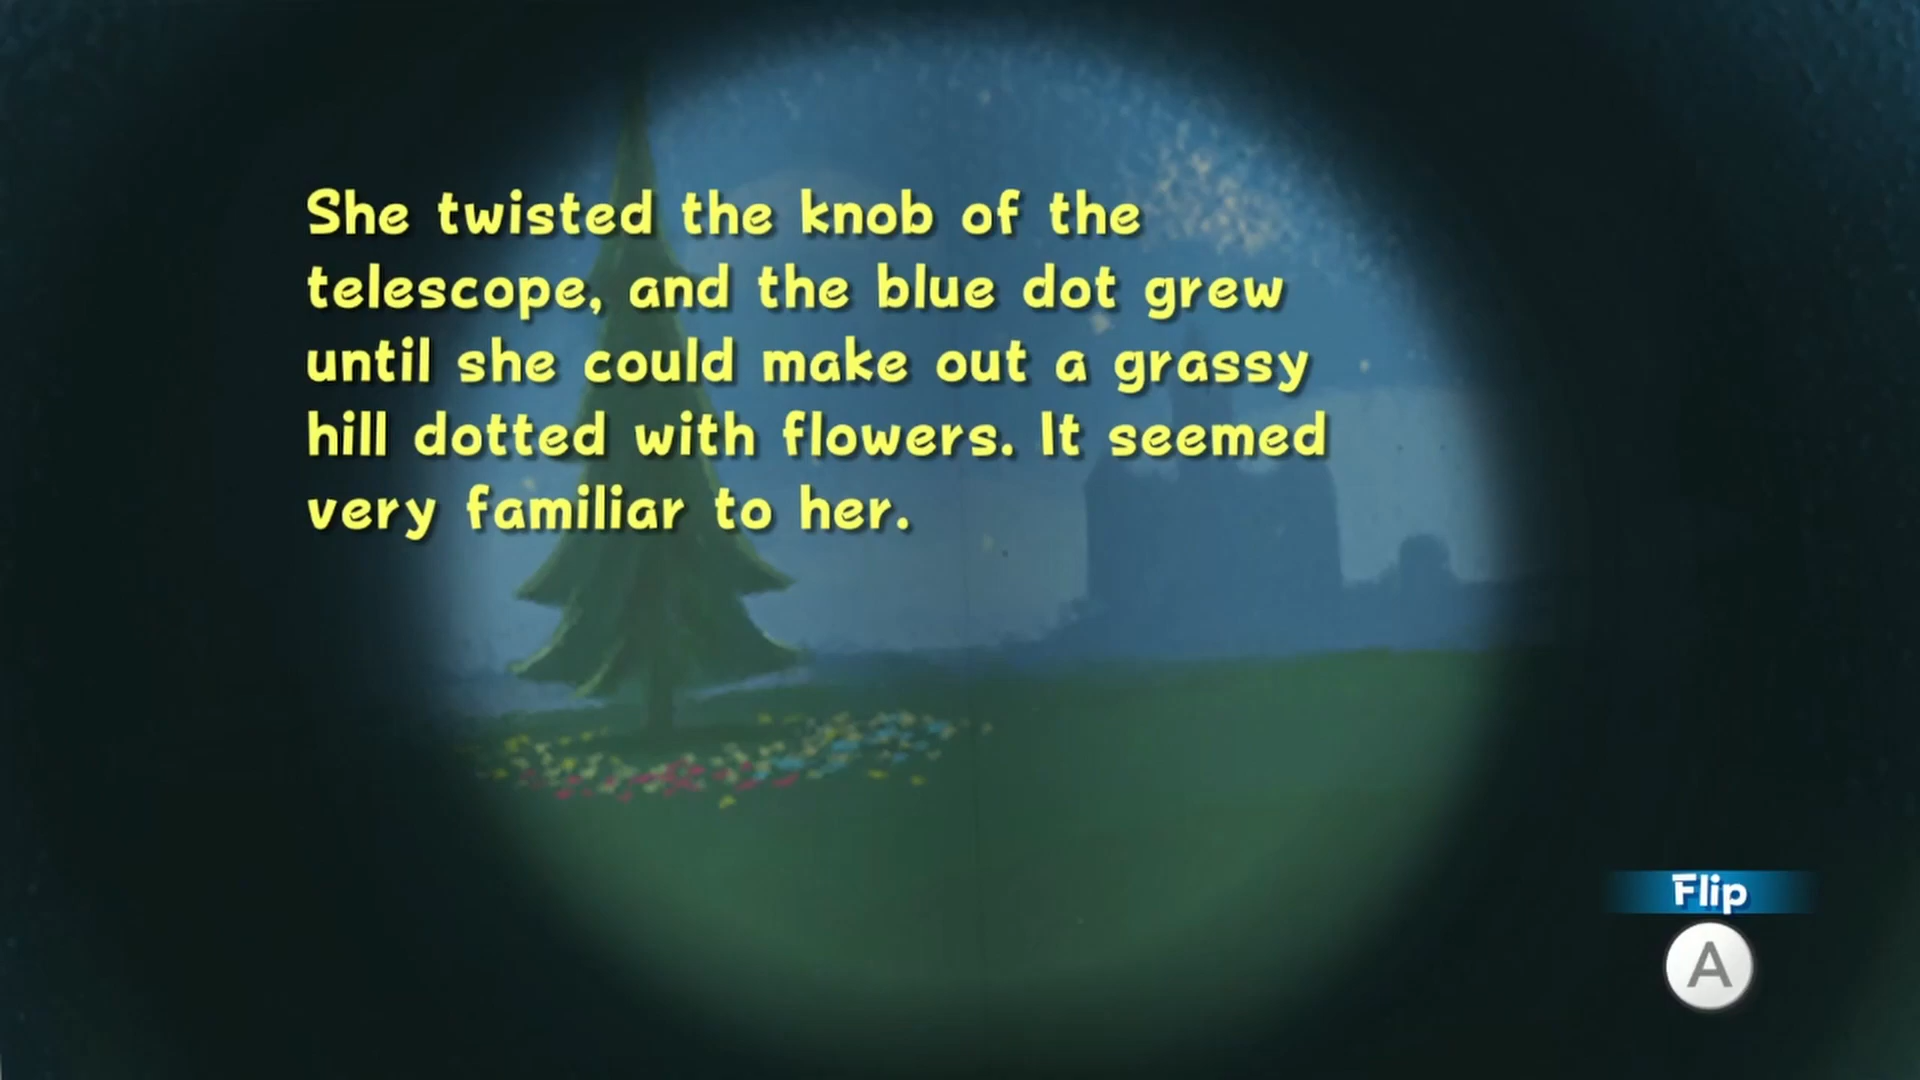 She twisted the knob of the
telescope, and the blue dot grew
until she could make out a grassy
hill dotted with flowers. It seemed
very familiar to her.
Flip
A